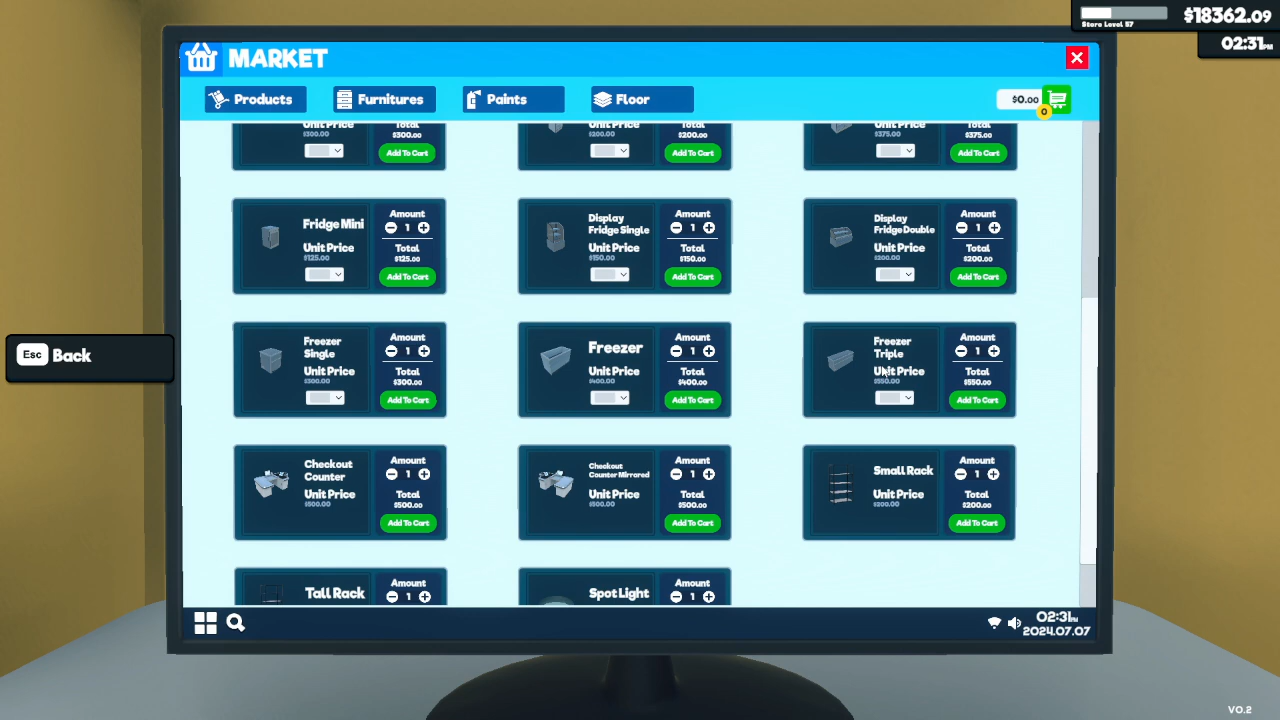 Store Level 57
$18362.09
02:31PM
MARKET
Products
Furnitures
Paints
Floor
$0.00
0
Unit Price
$300.00
Total
$300.00
Add To Cart
Unit Price
$200.00
Total
$200.00
Add To Cart
Unit Price
$375.00
Total
$375.00
Add To Cart
Fridge Mini
Unit Price
$125.00
Amount
1
Total
$125.00
Add To Cart
Display
Fridge Single
Unit Price
$150.00
Amount
1
Total
$150.00
Add To Cart
Display
Fridge Double
Unit Price
$200.00
Amount
1
Total
$200.00
Add To Cart
Esc Back
Freezer
Single
Unit Price
$300.00
Amount
1
Total
$300.00
Add To Cart
Freezer
Unit Price
$400.00
Amount
1
Total
$400.00
Add To Cart
Freezer
Triple
Unit Price
$550.00
Amount
1
Total
$550.00
Add To Cart
Checkout
Counter
Unit Price
$500.00
Amount
1
Total
$500.00
Add To Cart
Checkout
Counter Mirrored
Unit Price
$500.00
Amount
1
Total
$500.00
Add To Cart
Small Rack
Unit Price
$200.00
Amount
1
Total
$200.00
Add To Cart
Tall Rack
Amount
1
Spot Light
Amount
1
02:31PM
2024.07.07
V0.2